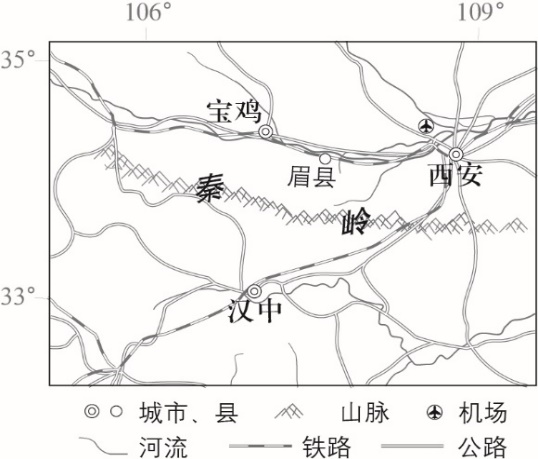 106° 109°
35°
宝鸡
眉县
西安
秦
岭
33°
汉中
城市、县 山脉 机场
河流 铁路 公路